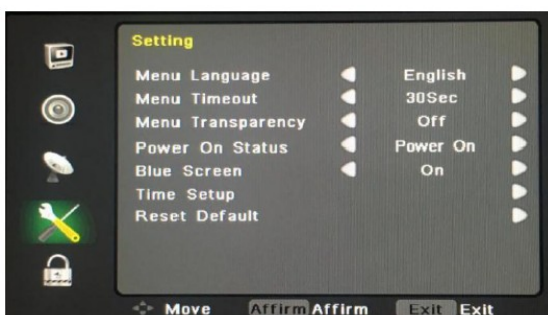 Setting
Menu Language English
Menu Timeout 30Sec
Menu Transparency Off
Power On Status Power On
Blue Screen On
Time Setup
Reset Default
Move Affirm Affirm Exit Exit